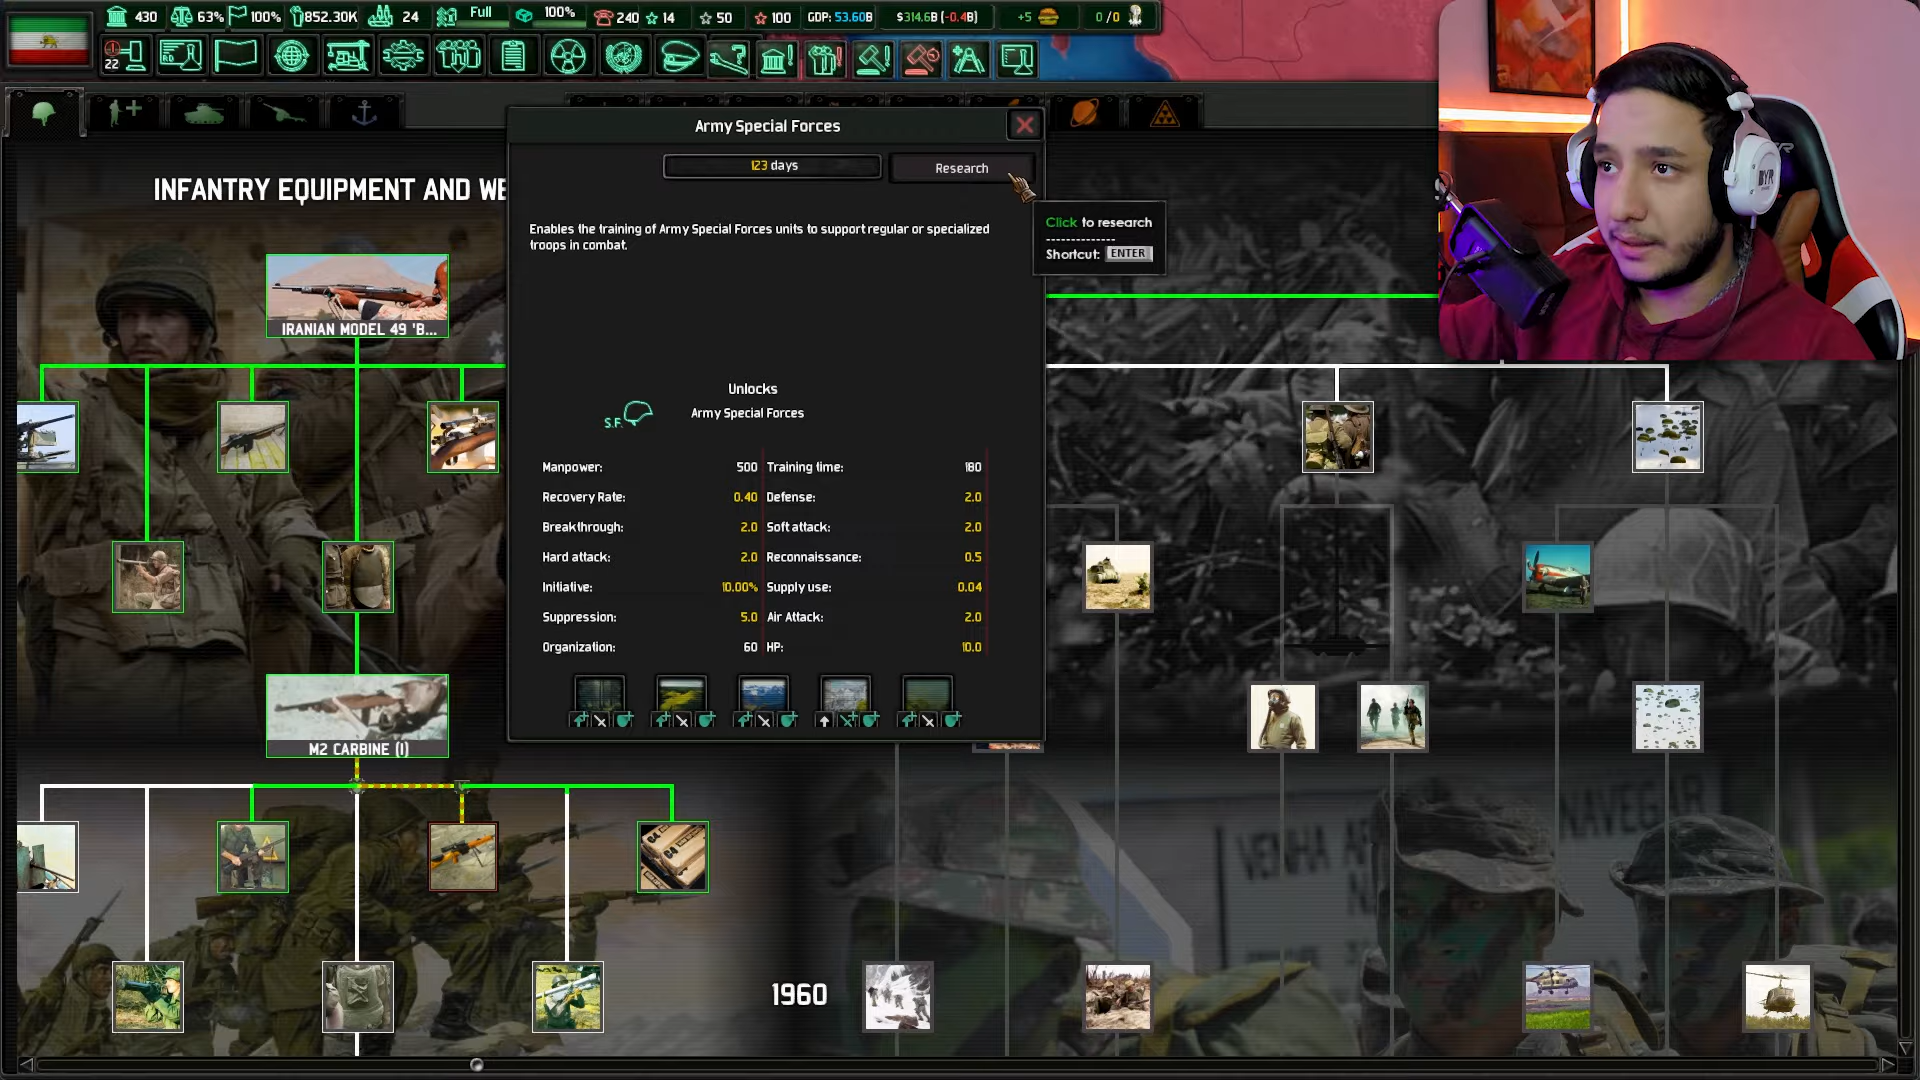 430 63% 100% 852.30K 24 Full 100% 240 14 50 100 GDP: 53.60B $314.6B (-0.4B) +5 0/0
22
Army Special Forces
123 days
Research
INFANTRY EQUIPMENT AND WE
Click to research
--------------
Shortcut: ENTER
Enables the training of Army Special Forces units to support regular or specialized
troops in combat.
IRANIAN MODEL 49 'B...
Unlocks
S.F. Army Special Forces
Manpower: 500 Training time: 180
Recovery Rate: 0.40 Defense: 2.0
Breakthrough: 2.0 Soft attack: 2.0
Hard attack: 2.0 Reconnaissance: 0.5
Initiative: 10.00% Supply use: 0.04
Suppression: 5.0 Air Attack: 2.0
Organization: 60 HP: 10.0
M2 CARBINE (I)
1960
VENHA
NAVEGAR
BYR